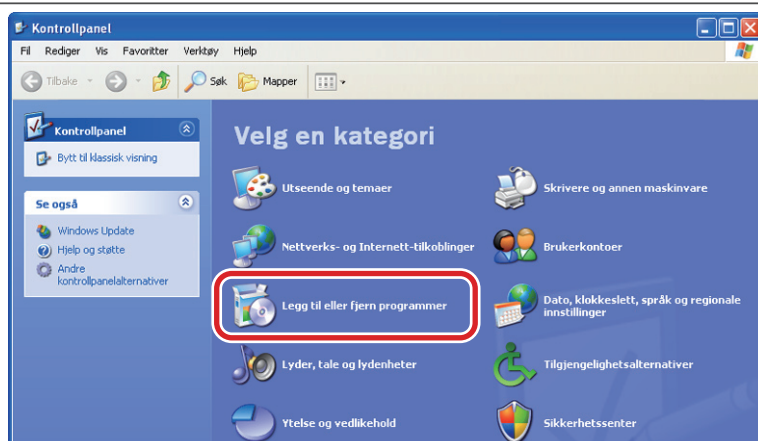 Kontrollpanel
Fil Rediger Vis Favoritter Verktøy Hjelp
Tilbake Søk Mapper
Kontrollpanel
Bytt til klassisk visning
Se også
Windows Update
Hjelp og støtte
Andre
kontrollpanelalternativer
Velg en kategori
Utseende og temaer
Skrivere og annen maskinvare
Nettverks- og Internett-tilkoblinger
Brukerkontoer
Legg til eller fjern programmer
Dato, klokkeslett, språk og regionale
innstillinger
Lyder, tale og lydenheter
Tilgjengelighetsalternativer
Ytelse og vedlikehold
Sikkerhetssenter